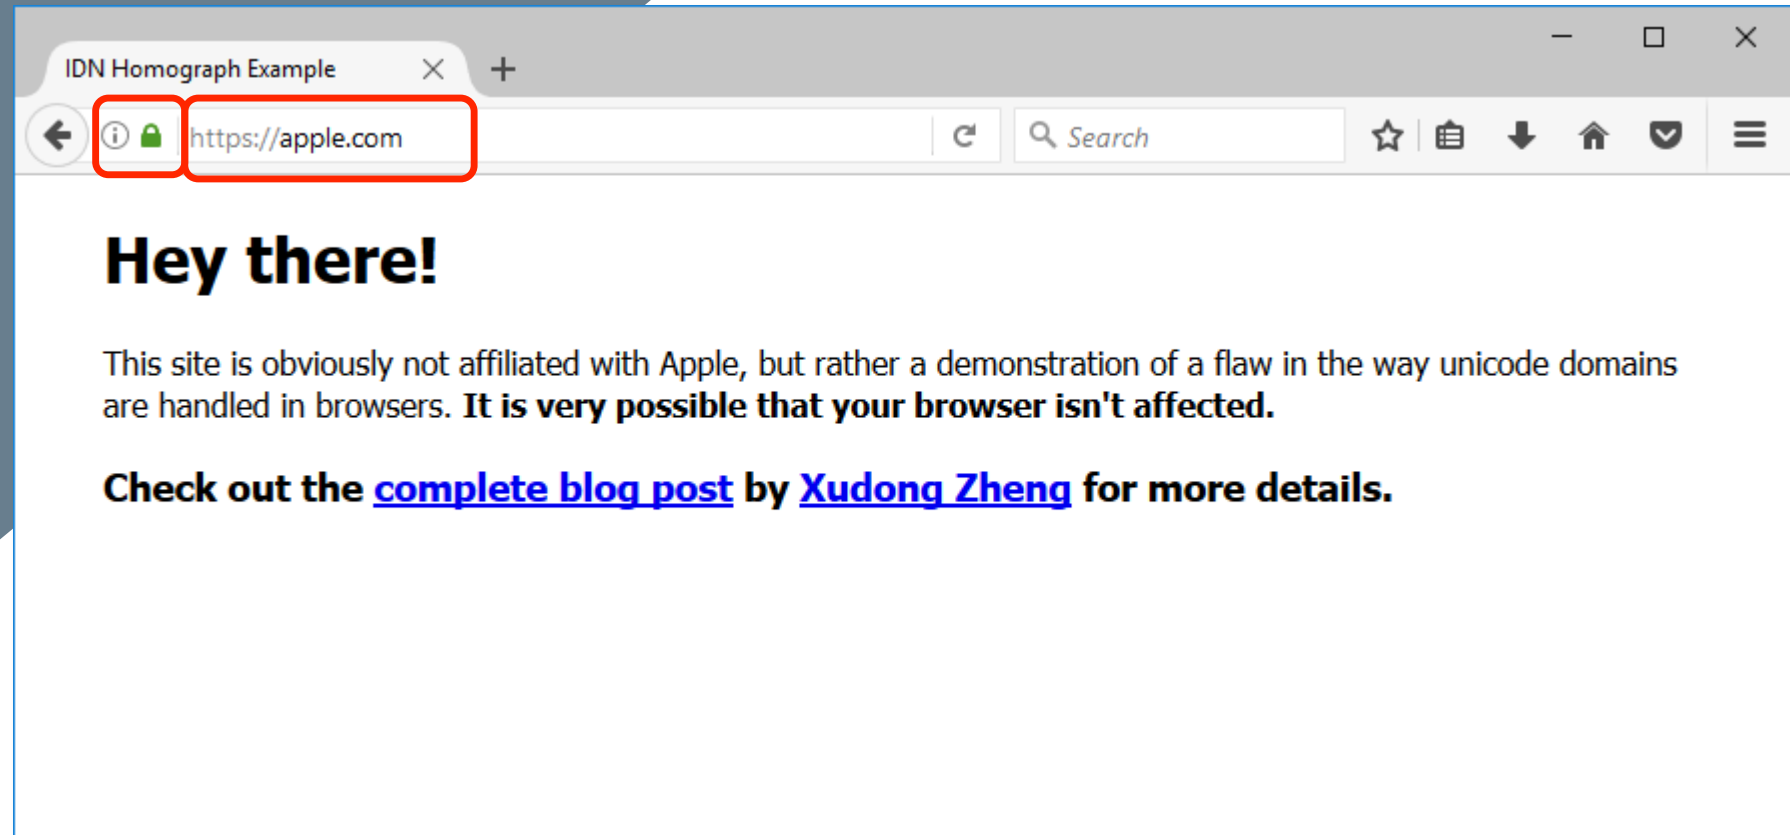 IDN Homograph Example
https://apple.com
Search
Hey there!
This site is obviously not affiliated with Apple, but rather a demonstration of a flaw in the way unicode domains
are handled in browsers. It is very possible that your browser isn't affected.
Check out the complete blog post by Xudong Zheng for more details.